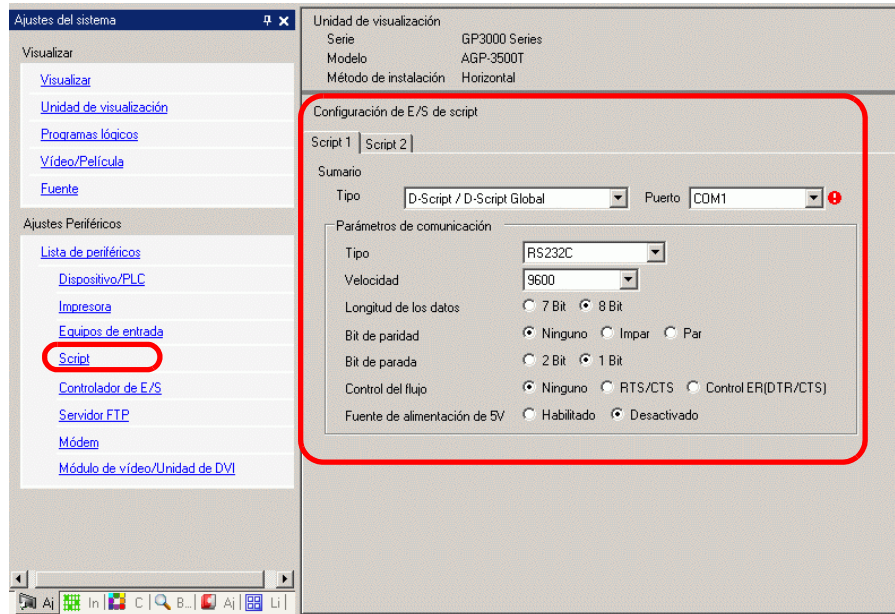 Ajustes del sistema
Visualizar
Visualizar
Unidad de visualización
Programas lógicos
Vídeo/Película
Fuente
Ajustes Periféricos
Lista de periféricos
Dispositivo/PLC
Impresora
Equipos de entrada
Script
Controlador de E/S
Servidor FTP
Módem
Módulo de vídeo/Unidad de DVI
Aj In C B... Aj Li
Unidad de visualización
Serie GP3000 Series
Modelo AGP-3500T
Método de instalación Horizontal
Configuración de E/S de script
Script 1 Script 2
Sumario
Tipo D-Script / D-Script Global Puerto COM1
Parámetros de comunicación
Tipo RS232C
Velocidad 9600
Longitud de los datos 7 Bit 8 Bit
Bit de paridad Ninguno Impar Par
Bit de parada 2 Bit 1 Bit
Control del flujo Ninguno RTS/CTS Control ER(DTR/CTS)
Fuente de alimentación de 5V Habilitado Desactivado